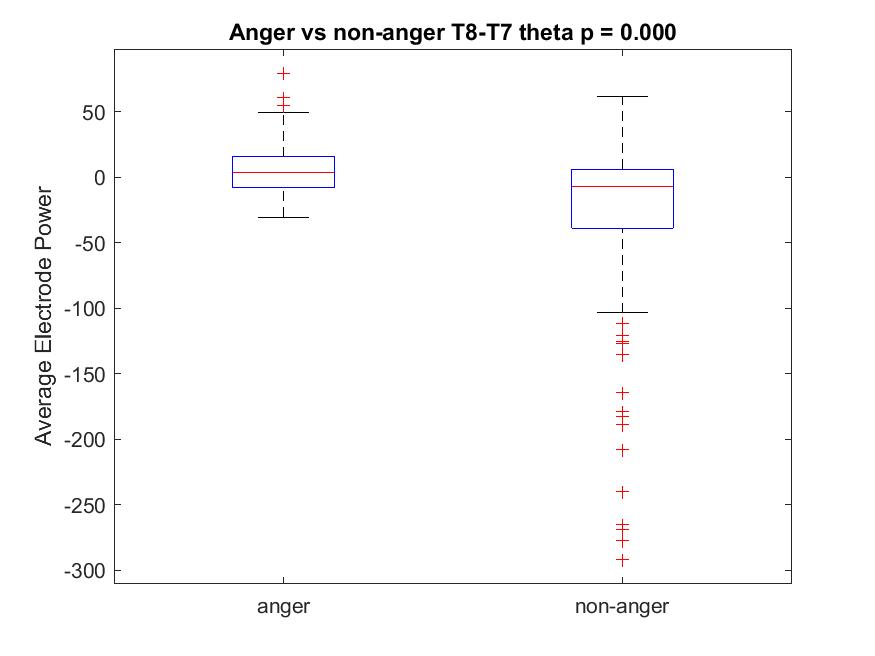 Anger vs non-anger T8-T7 theta p = 0.000
Average Electrode Power
50
0
-50
-100
-150
-200
-250
-300
anger
non-anger